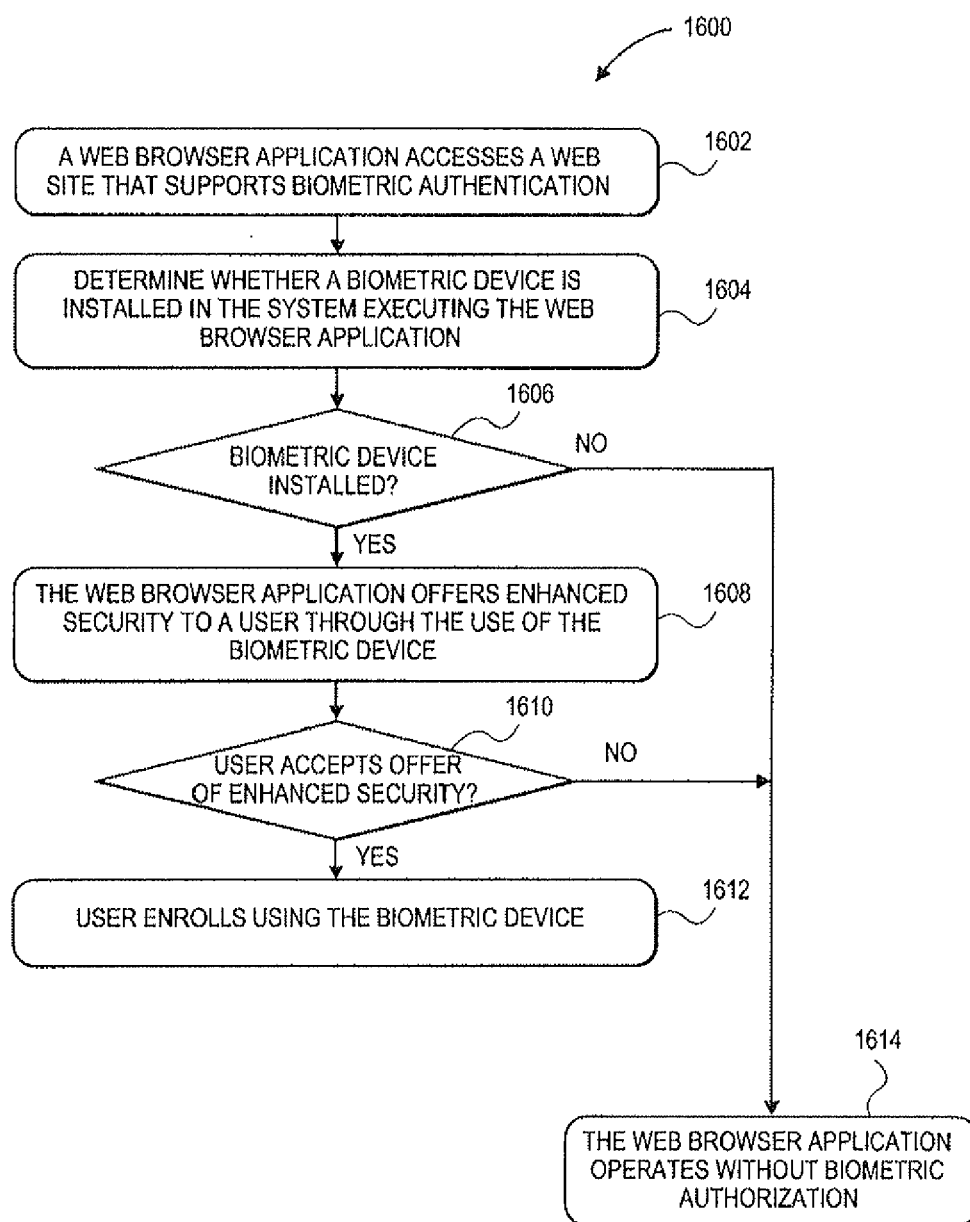 1600
A WEB BROWSER APPLICATION ACCESSES A WEB
SITE THAT SUPPORTS BIOMETRIC AUTHENTICATION
1602
DETERMINE WHETHER A BIOMETRIC DEVICE IS
INSTALLED IN THE SYSTEM EXECUTING THE WEB
BROWSER APPLICATION
1604
1606
BIOMETRIC DEVICE
INSTALLED?
NO
YES
THE WEB BROWSER APPLICATION OFFERS ENHANCED
SECURITY TO A USER THROUGH THE USE OF THE
BIOMETRIC DEVICE
1608
1610
USER ACCEPTS OFFER
OF ENHANCED SECURITY?
NO
YES
USER ENROLLS USING THE BIOMETRIC DEVICE
1612
1614
THE WEB BROWSER APPLICATION
OPERATES WITHOUT BIOMETRIC
AUTHORIZATION